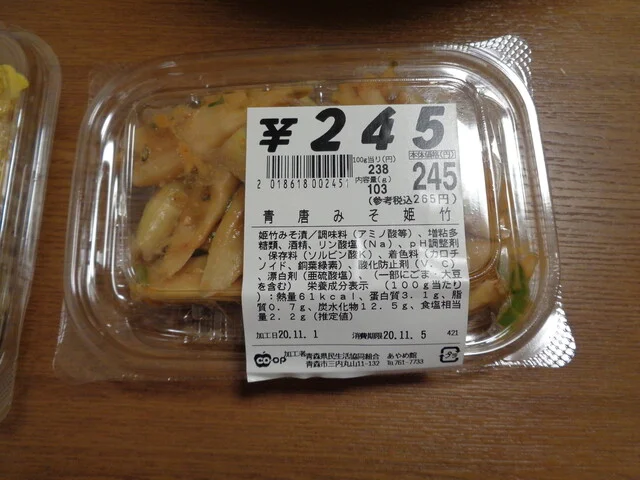 ¥245
100g当り(円) 本体価格(円)
238 245
内容量(g)
103
(参考税込265円)
2 018618 002451
青唐みそ姫竹
姫竹みそ漬/調味料(アミノ酸等)、増粘多
糖類、酒精、リン酸塩(Na)、pH調整剤
、保存料(ソルビン酸K)、着色料(カロチ
ノイド、銅葉緑素)、酸化防止剤(V.C)
、漂白剤(亜硫酸塩)、(一部にごま・大豆
を含む) 栄養成分表示 (100g当た
り):熱量61kcal、蛋白質3.1g、脂
質0.7g、炭水化物12.5g、食塩相当
量2.2g(推定値)
加工日20.11. 1 消費期限20.11. 5 421
CO・OP 加工者 青森県民生活協同組合 あやめ館
青森市三内丸山11-132 ℡761-7733